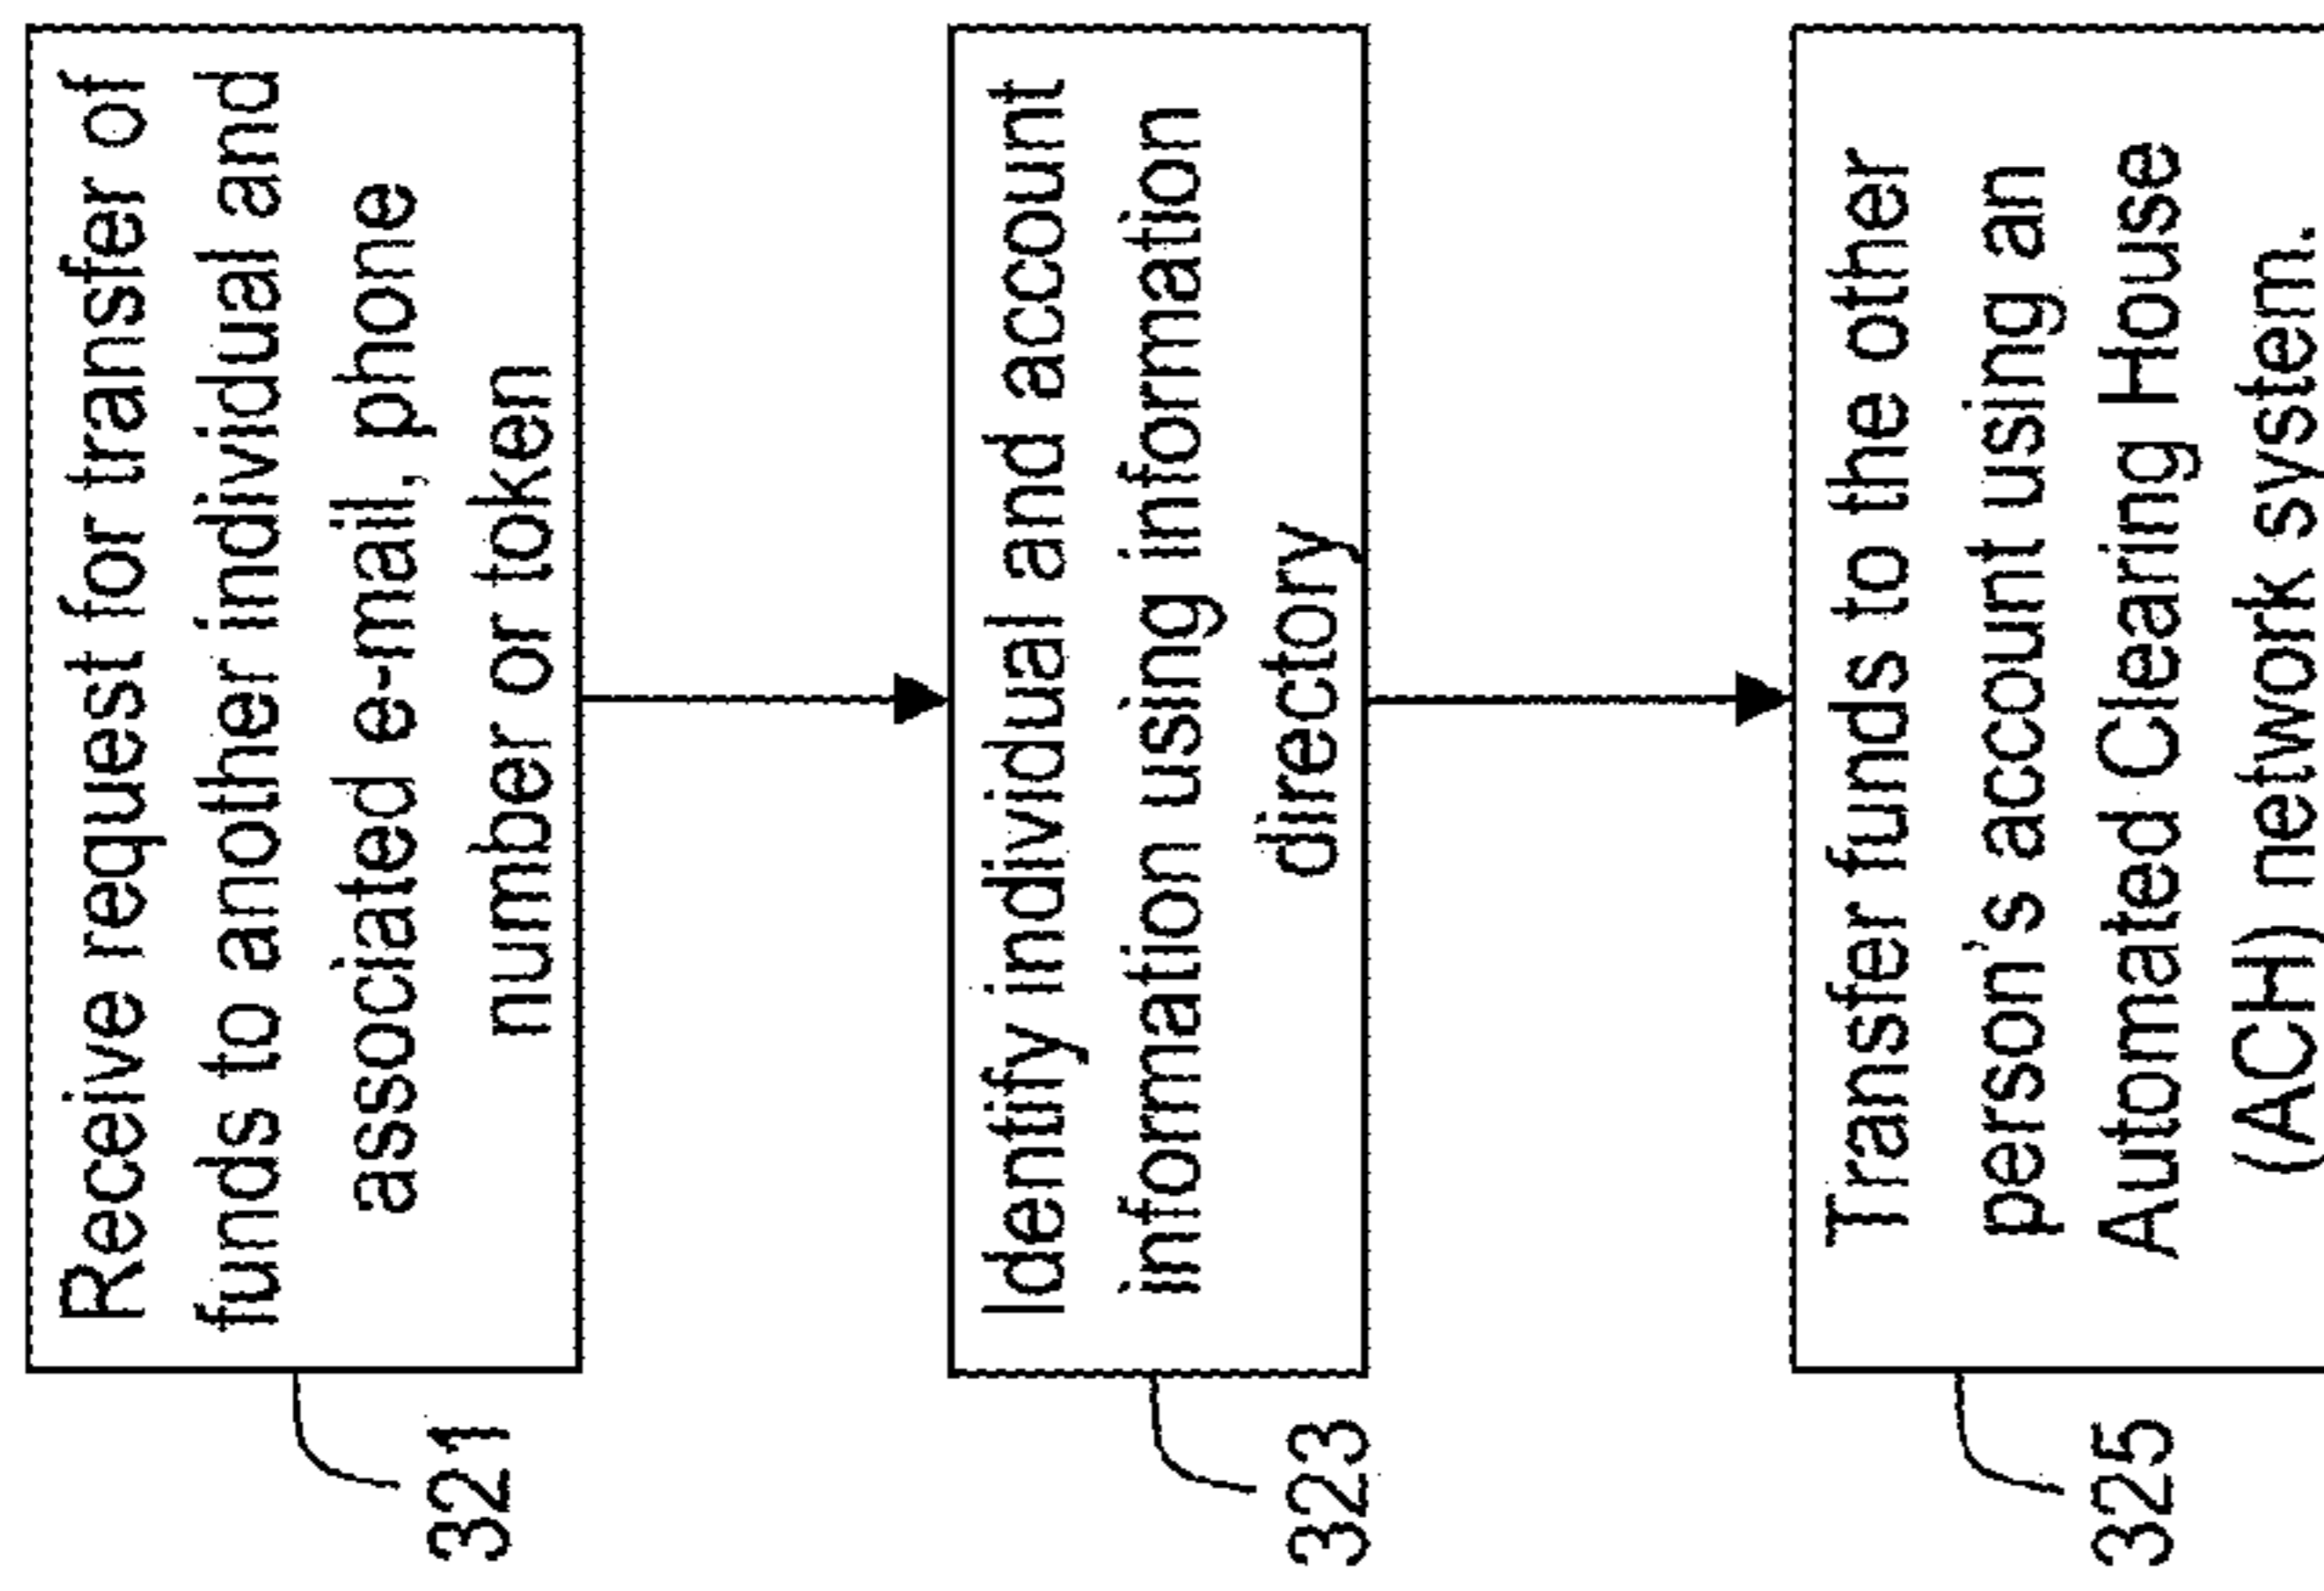 Receive request for transfer of
funds to another individual and
associated e-mail, phone
number or token
321
Identify individual and account
information using information
directory
323
Transfer funds to the other
person's account using an
Automated Clearing House
(ACH) network system.
325